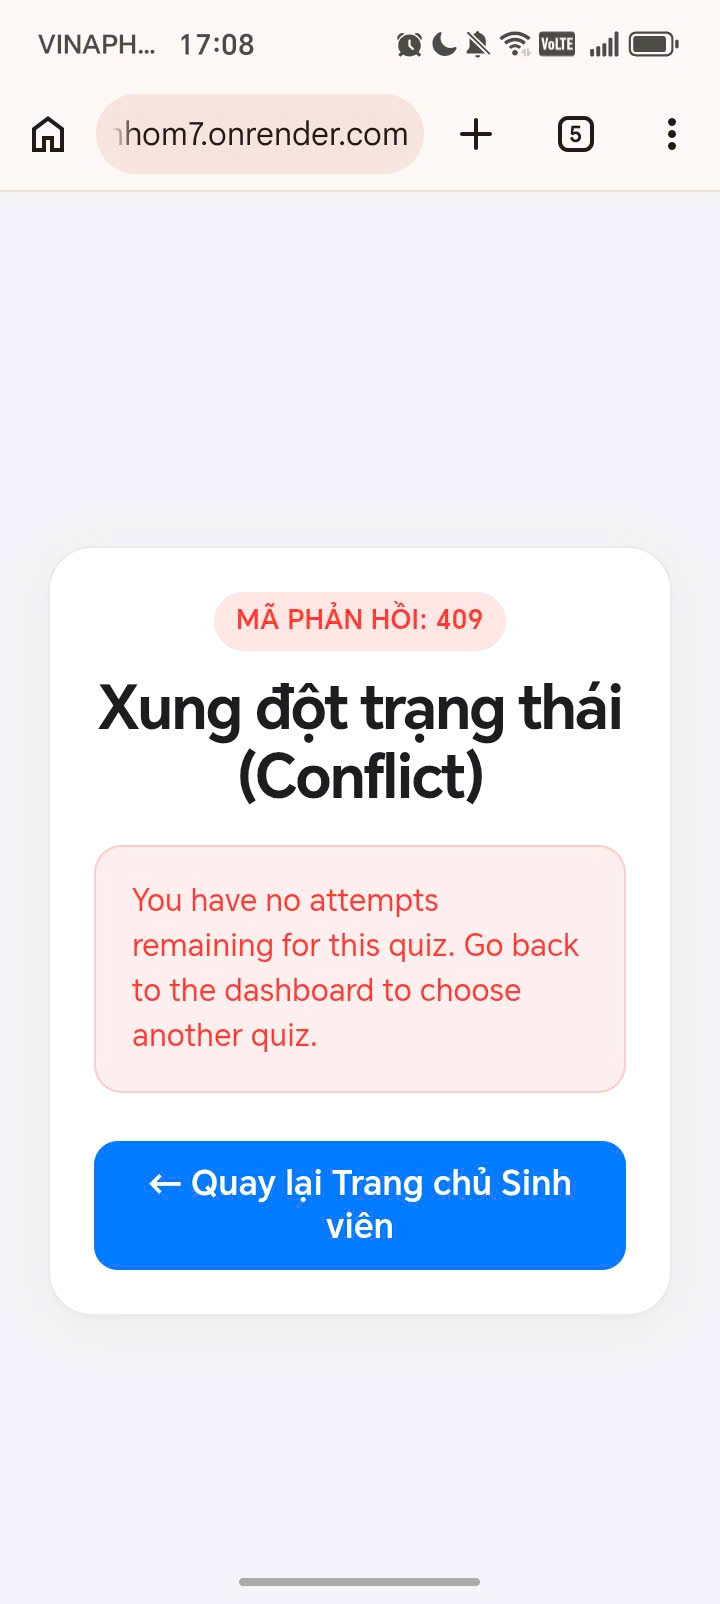 VINAPH... 17:08 VoLTE
hom7.onrender.com 5
MÃ PHẢN HỒI: 409
Xung đột trạng thái
(Conflict)
You have no attempts
remaining for this quiz. Go back
to the dashboard to choose
another quiz.
← Quay lại Trang chủ Sinh
viên